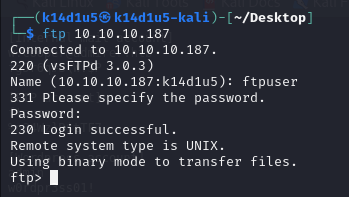 ┌──(k14d1u5㉿k14d1u5-kali)-[~/Desktop]
└─$ ftp 10.10.10.187
Connected to 10.10.10.187.
220 (vsFTPd 3.0.3)
Name (10.10.10.187:k14d1u5): ftpuser
331 Please specify the password.
Password:
230 Login successful.
Remote system type is UNIX.
Using binary mode to transfer files.
ftp>